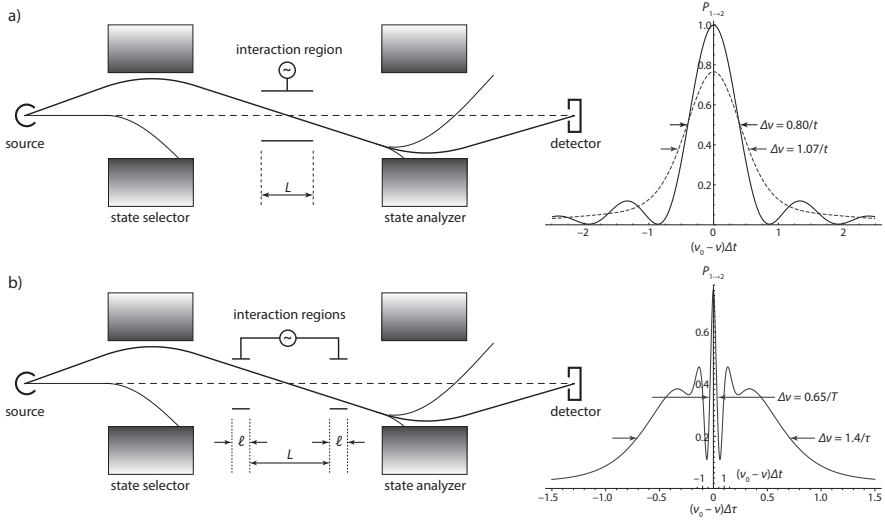 a)
interaction region
~
source
detector
L
state selector
state analyzer
P1→2
1.0
0.8
0.6
0.4
0.2
Δν = 0.80/t
Δν = 1.07/t
−2
−1
0
1
2
(ν0 − ν)Δt
b)
interaction regions
~
source
detector
ℓ
ℓ
L
state selector
state analyzer
P1→2
0.6
0.4
0.2
Δν = 0.65/T
Δν = 1.4/τ
−1
1
(ν0 − ν)Δt
−1.5
−1.0
−0.5
0
0.5
1.0
1.5
(ν0 − ν)Δτ